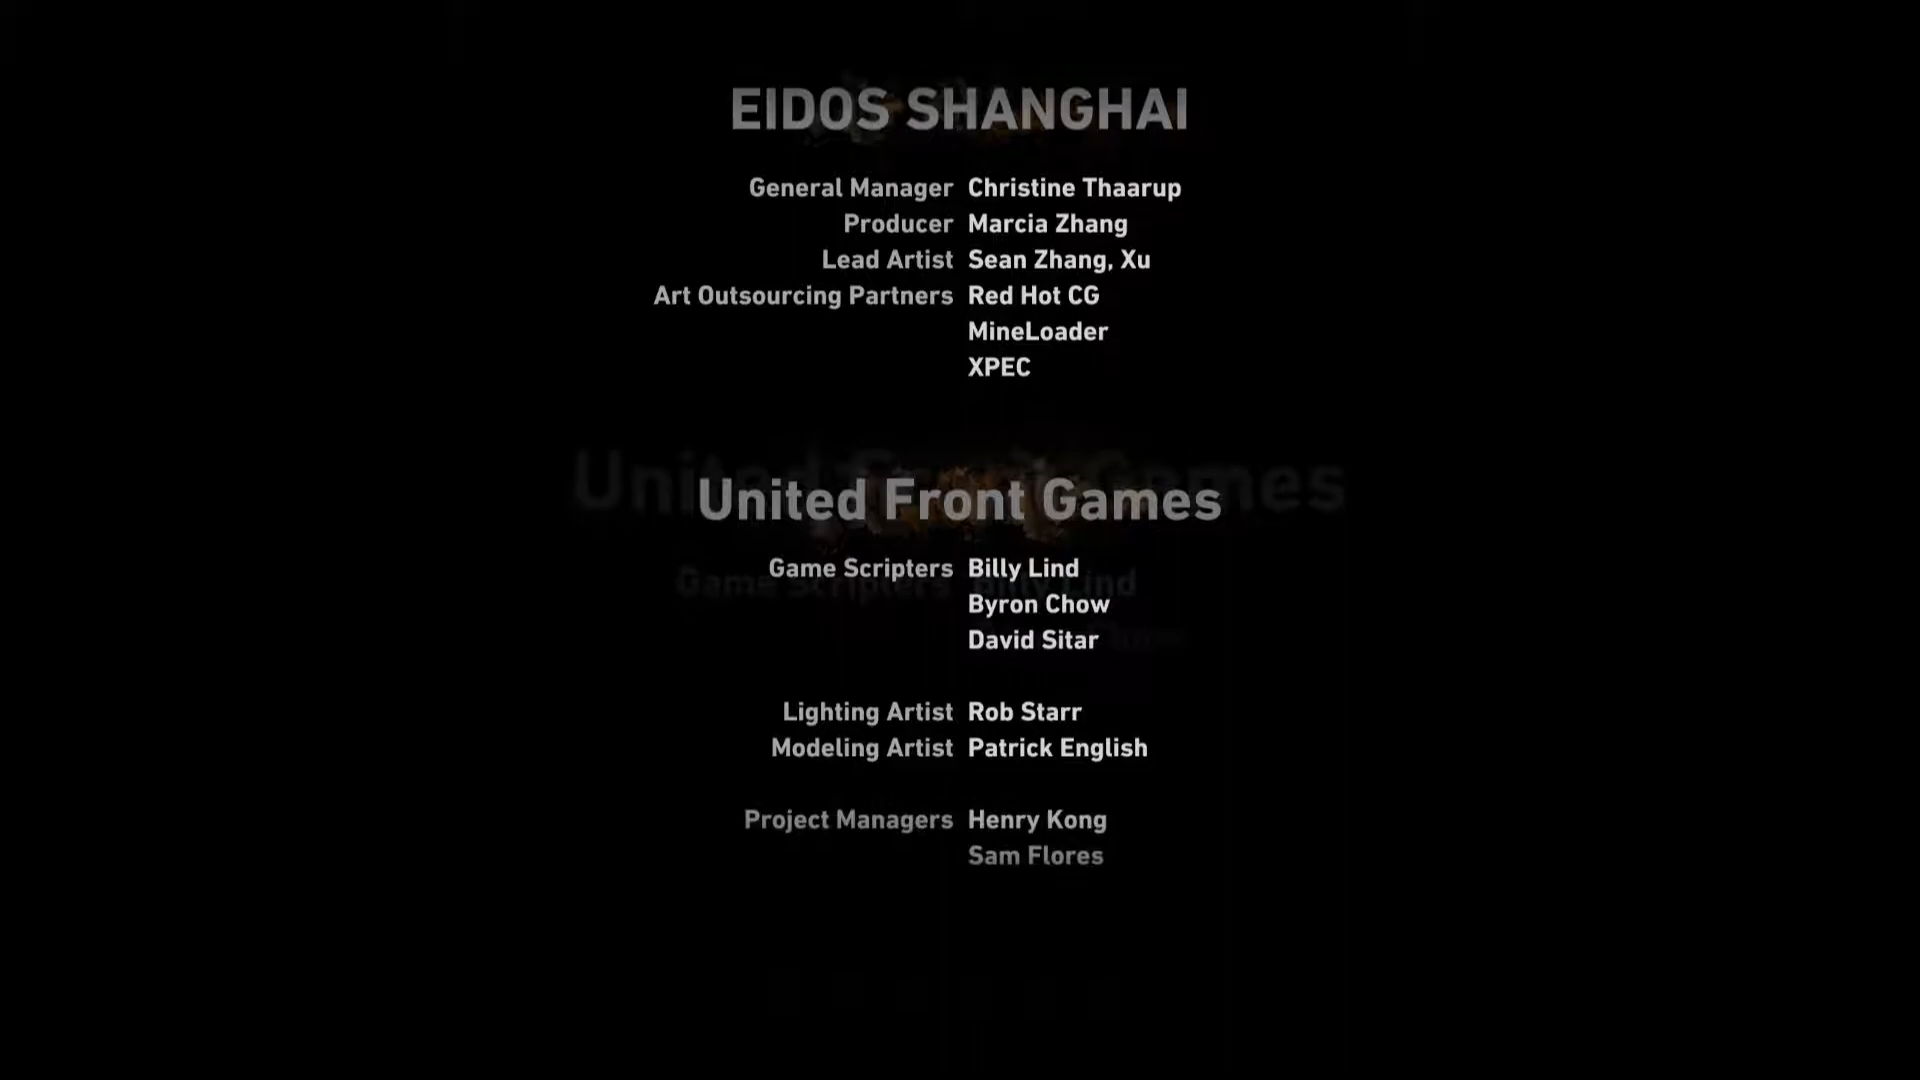 EIDOS SHANGHAI
General Manager Christine Thaarup
Producer Marcia Zhang
Lead Artist Sean Zhang, Xu
Art Outsourcing Partners Red Hot CG
MineLoader
XPEC
United Front Games
Game Scripters Billy Lind
Byron Chow
David Sitar
Lighting Artist Rob Starr
Modeling Artist Patrick English
Project Managers Henry Kong
Sam Flores